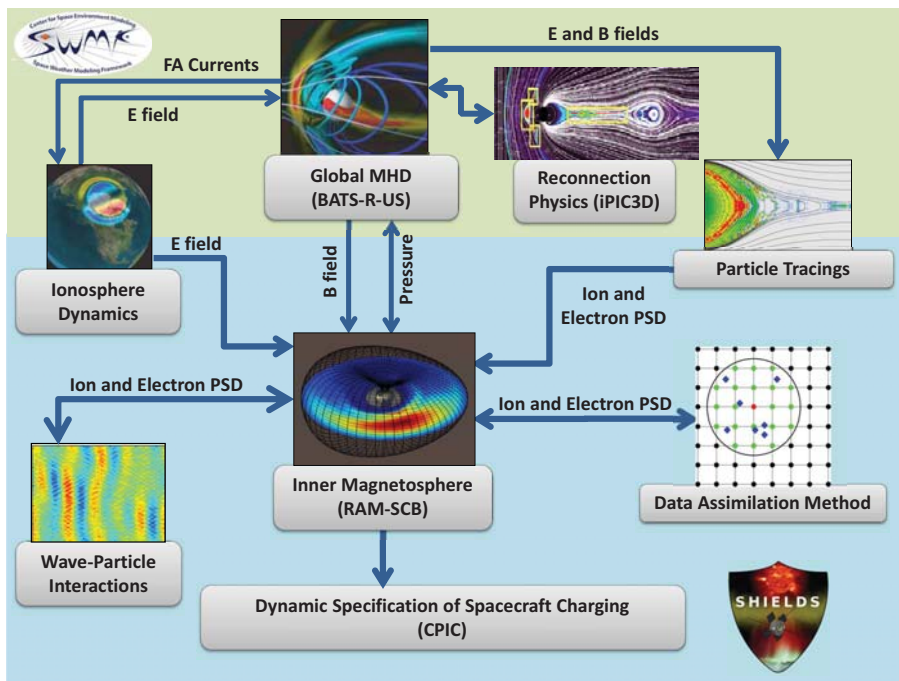 Center for Space Environment Modeling
SWMF
Space Weather Modeling Framework
E and B fields
FA Currents
E field
Global MHD
(BATS-R-US)
Reconnection
Physics (iPIC3D)
E field
B field
Pressure
Particle Tracings
Ionosphere
Dynamics
Ion and
Electron PSD
Ion and Electron PSD
Ion and Electron PSD
Inner Magnetosphere
(RAM-SCB)
Data Assimilation Method
Wave-Particle
Interactions
Dynamic Specification of Spacecraft Charging
(CPIC)
SHIELDS